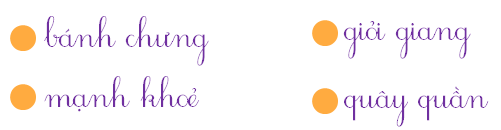 bánh chưng
giỏi giang
mạnh khoẻ
quây quần